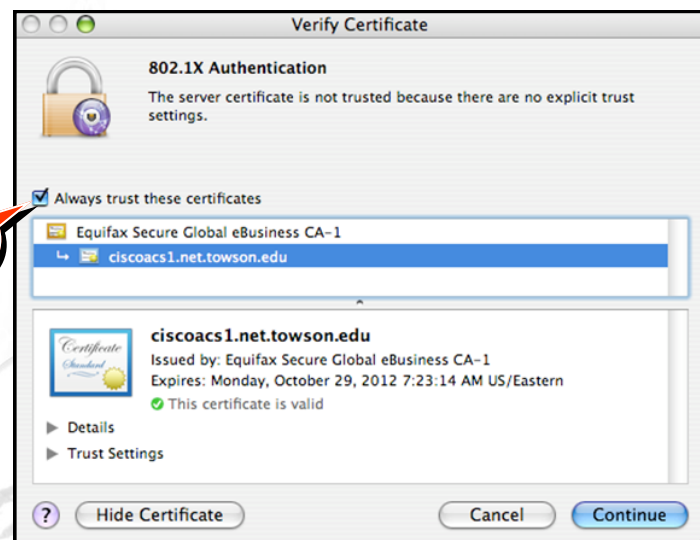 Verify Certificate
802.1X Authentication
The server certificate is not trusted because there are no explicit trust
settings.
Always trust these certificates
Equifax Secure Global eBusiness CA-1
ciscoacs1.net.towson.edu
Certificate
Standard
ciscoacs1.net.towson.edu
Issued by: Equifax Secure Global eBusiness CA-1
Expires: Monday, October 29, 2012 7:23:14 AM US/Eastern
This certificate is valid
Details
Trust Settings
? Hide Certificate Cancel Continue